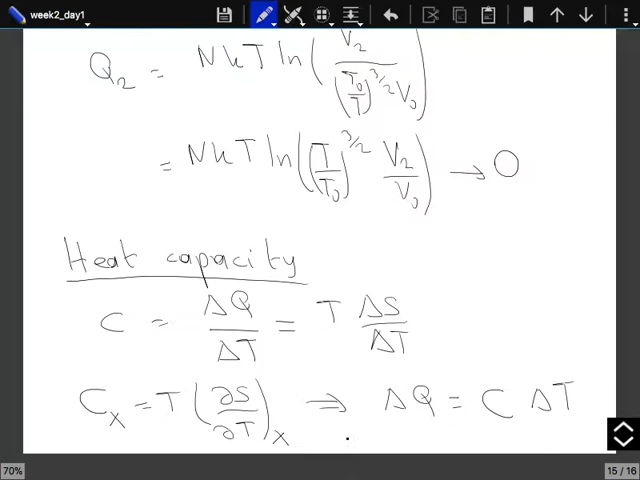 week2_day1
Q₂ = NkT ln( V₂ / ((T₀/T)^3/2 V₀) )
= NkT ln( (T/T₀)^3/2 V₂/V₀ ) → 0
Heat capacity
C = ΔQ/ΔT = T ΔS/ΔT
Cₓ = T (∂S/∂T)ₓ ⇒ ΔQ = C ΔT
70%
15 / 16